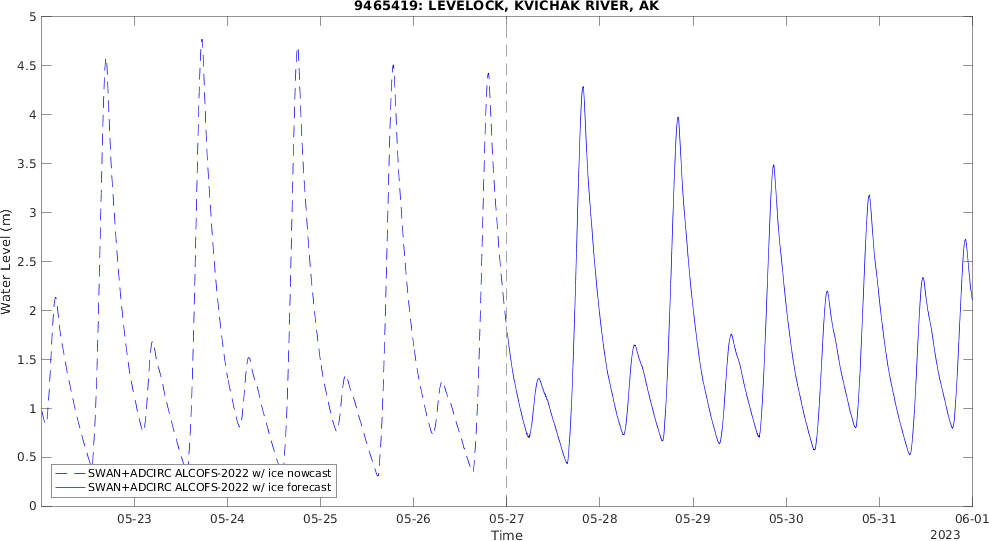 9465419: LEVELOCK, KVICHAK RIVER, AK
Water Level (m)
5
4.5
4
3.5
3
2.5
2
1.5
1
0.5
0
SWAN+ADCIRC ALCOFS-2022 w/ ice nowcast
SWAN+ADCIRC ALCOFS-2022 w/ ice forecast
05-23 05-24 05-25 05-26 05-27 05-28 05-29 05-30 05-31 06-01
Time
2023